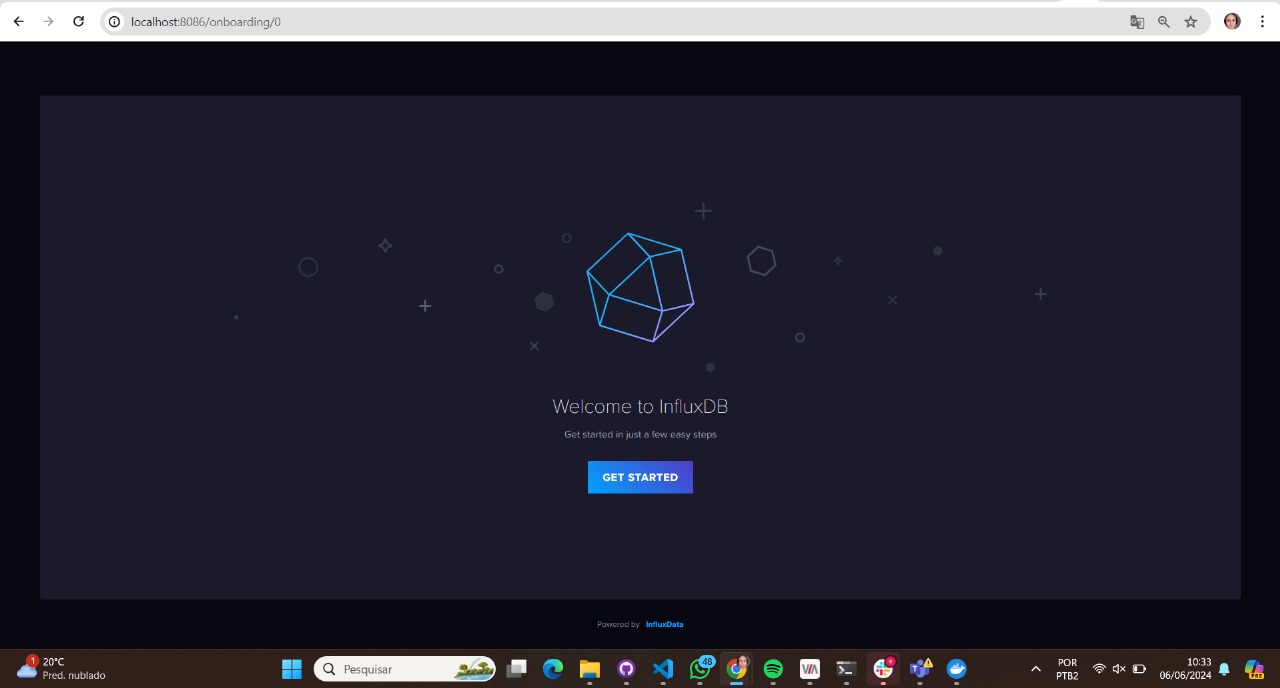 localhost:8086/onboarding/0
Welcome to InfluxDB
Get started in just a few easy steps
GET STARTED
Powered by InfluxData
1
20°C
Pred. nublado
Pesquisar
48
POR
PTB2
10:33
06/06/2024
PRE